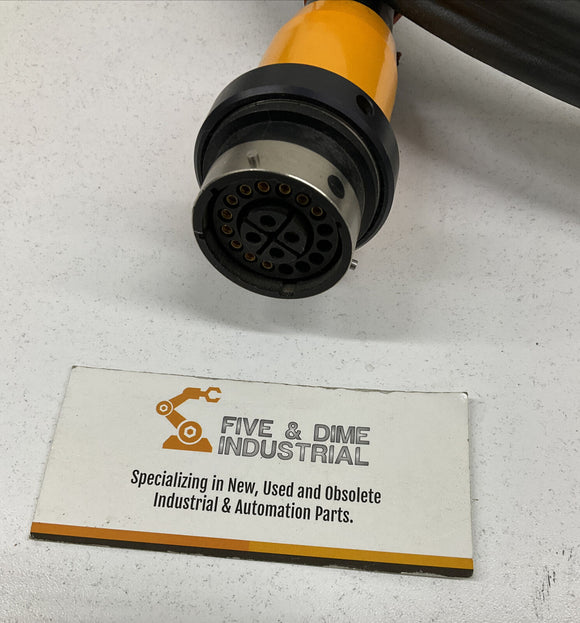 FIVE & DIME
INDUSTRIAL
Specializing in New, Used and Obsolete
Industrial & Automation Parts.